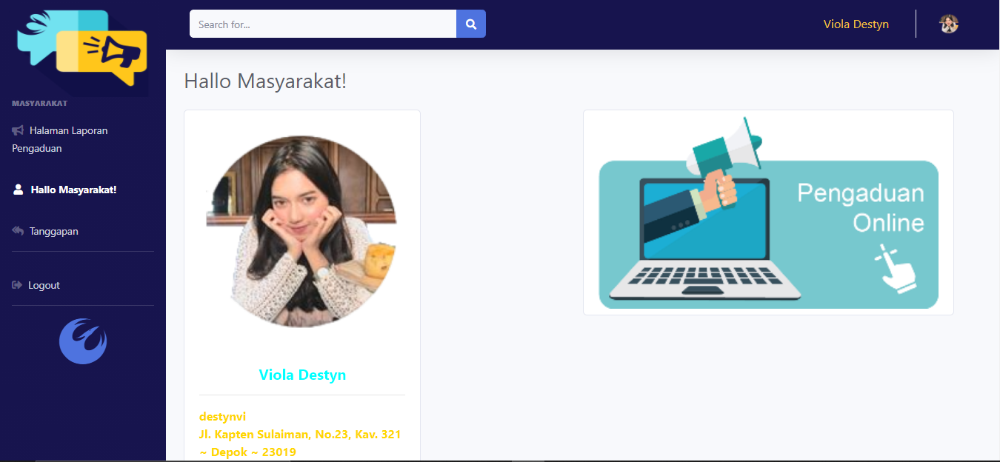 Search for...
Viola Destyn
MASYARAKAT
Halaman Laporan
Pengaduan
Hallo Masyarakat!
Tanggapan
Logout
Hallo Masyarakat!
Viola Destyn
destynvi
Jl. Kapten Sulaiman, No.23, Kav. 321
~ Depok ~ 23019
Pengaduan
Online